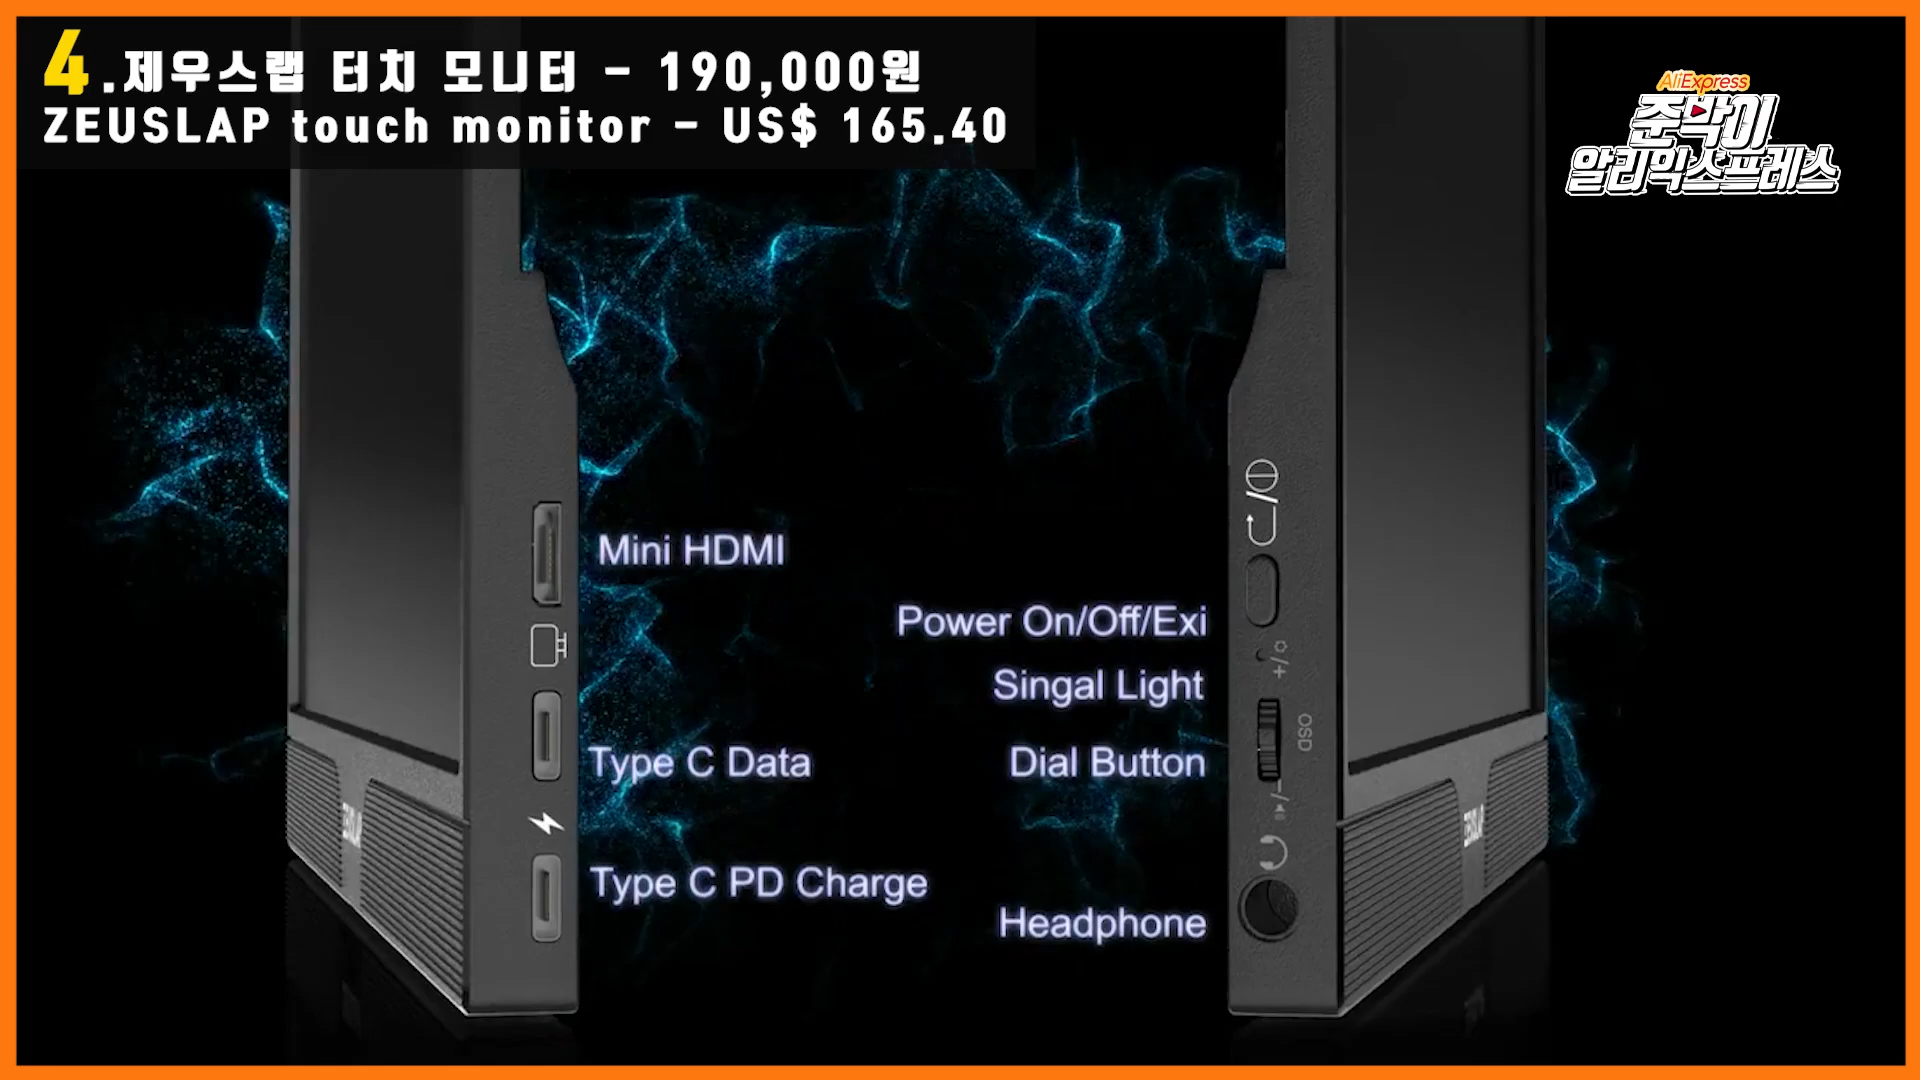 4.제우스랩 터치 모니터 - 190,000원
ZEUSLAP touch monitor - US$ 165.40
AliExpress
준박이
알리익스프레스
Mini HDMI
Type C Data
Type C PD Charge
Power On/Off/Exi
Singal Light
Dial Button
Headphone
+/
OSD
-/
ZEUSLAP
ZEUSLAP